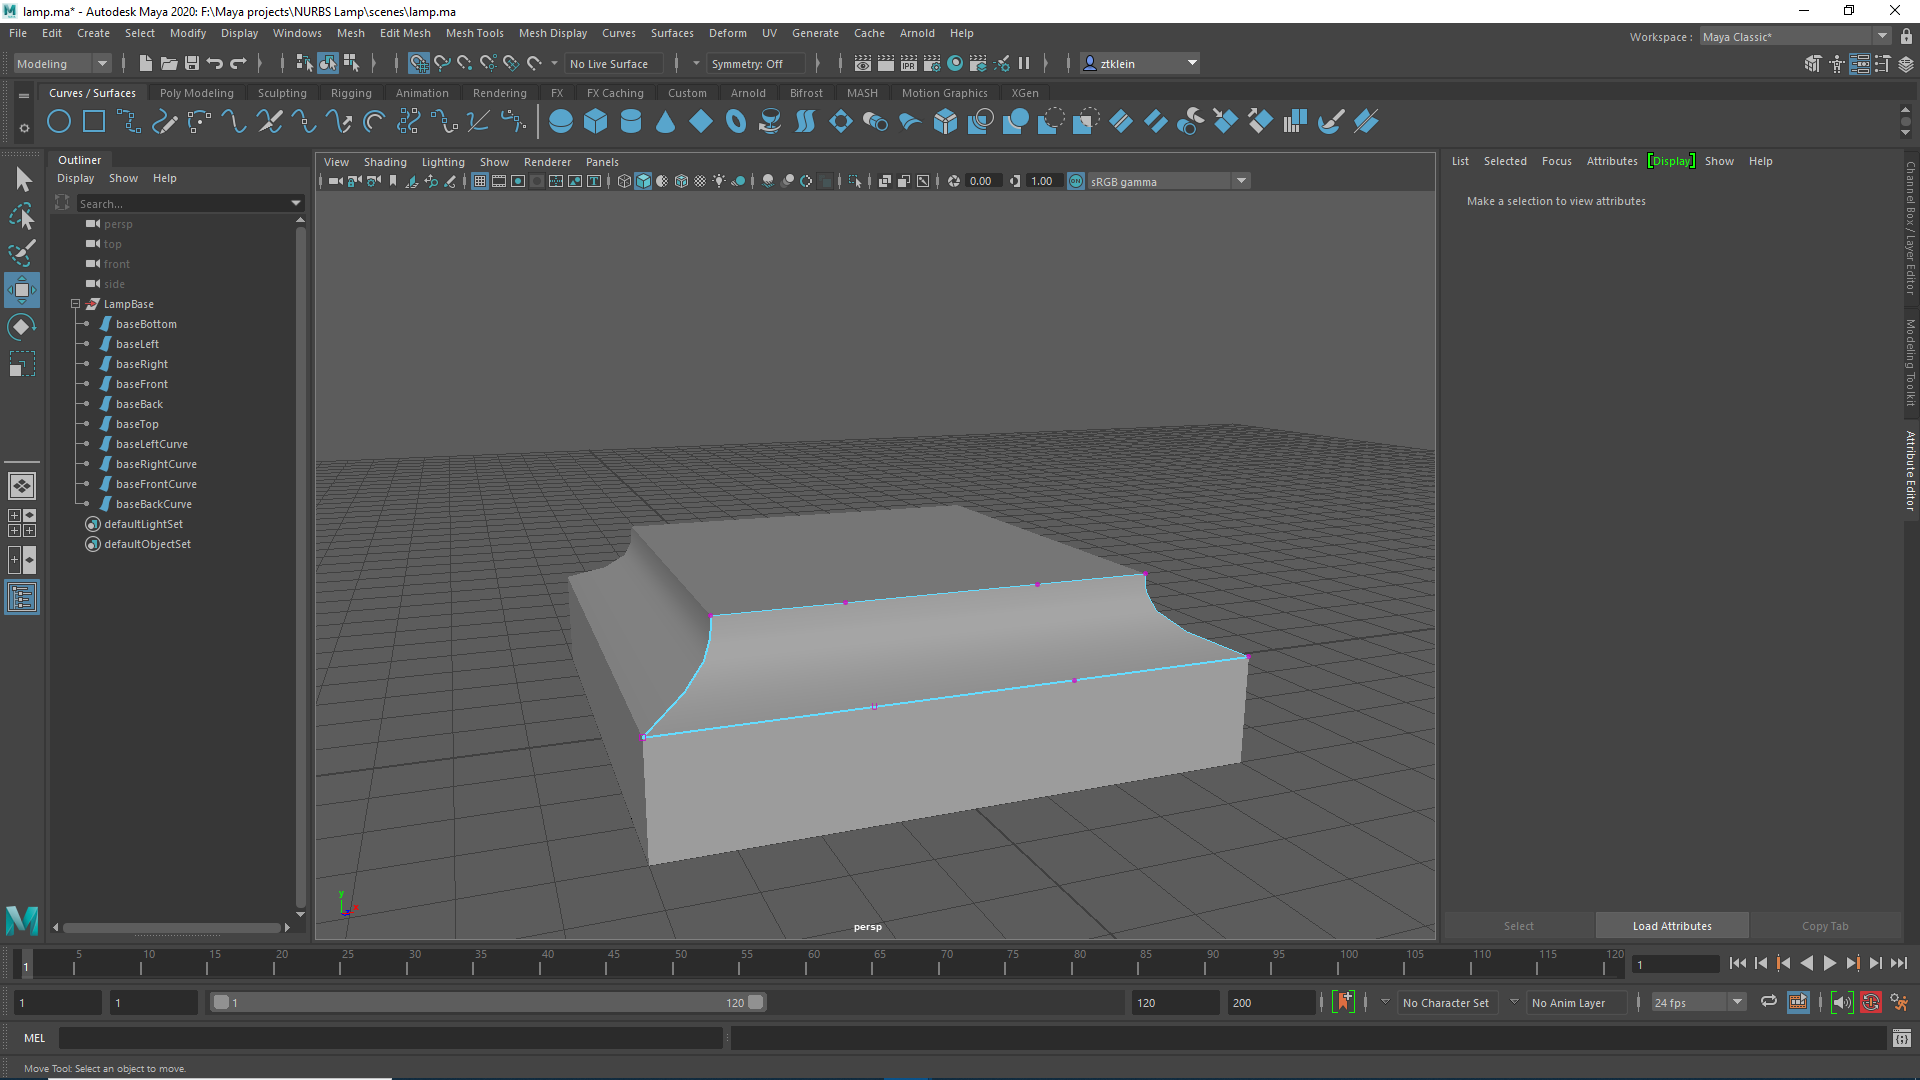 lamp.ma* - Autodesk Maya 2020: F:\Maya projects\NURBS Lamp\scenes\lamp.ma
File Edit Create Select Modify Display Windows Mesh Edit Mesh Mesh Tools Mesh Display Curves Surfaces Deform UV Generate Cache Arnold Help
Workspace : Maya Classic*
Modeling No Live Surface Symmetry: Off IPR ztklein
Curves / Surfaces Poly Modeling Sculpting Rigging Animation Rendering FX FX Caching Custom Arnold Bifrost MASH Motion Graphics XGen
Outliner
Display Show Help
Search...
persp
top
front
side
LampBase
baseBottom
baseLeft
baseRight
baseFront
baseBack
baseTop
baseLeftCurve
baseRightCurve
baseFrontCurve
baseBackCurve
defaultLightSet
defaultObjectSet
View Shading Lighting Show Renderer Panels
0.00 1.00 ON sRGB gamma
U
y
persp
List Selected Focus Attributes [Display] Show Help
Make a selection to view attributes
Select Load Attributes Copy Tab
Channel Box / Layer Editor
Modeling Toolkit
Attribute Editor
1 5 10 15 20 25 30 35 40 45 50 55 60 65 70 75 80 85 90 95 100 105 110 115 120 1
1 1 1 120 120 200 No Character Set No Anim Layer 24 fps
MEL
Move Tool: Select an object to move.